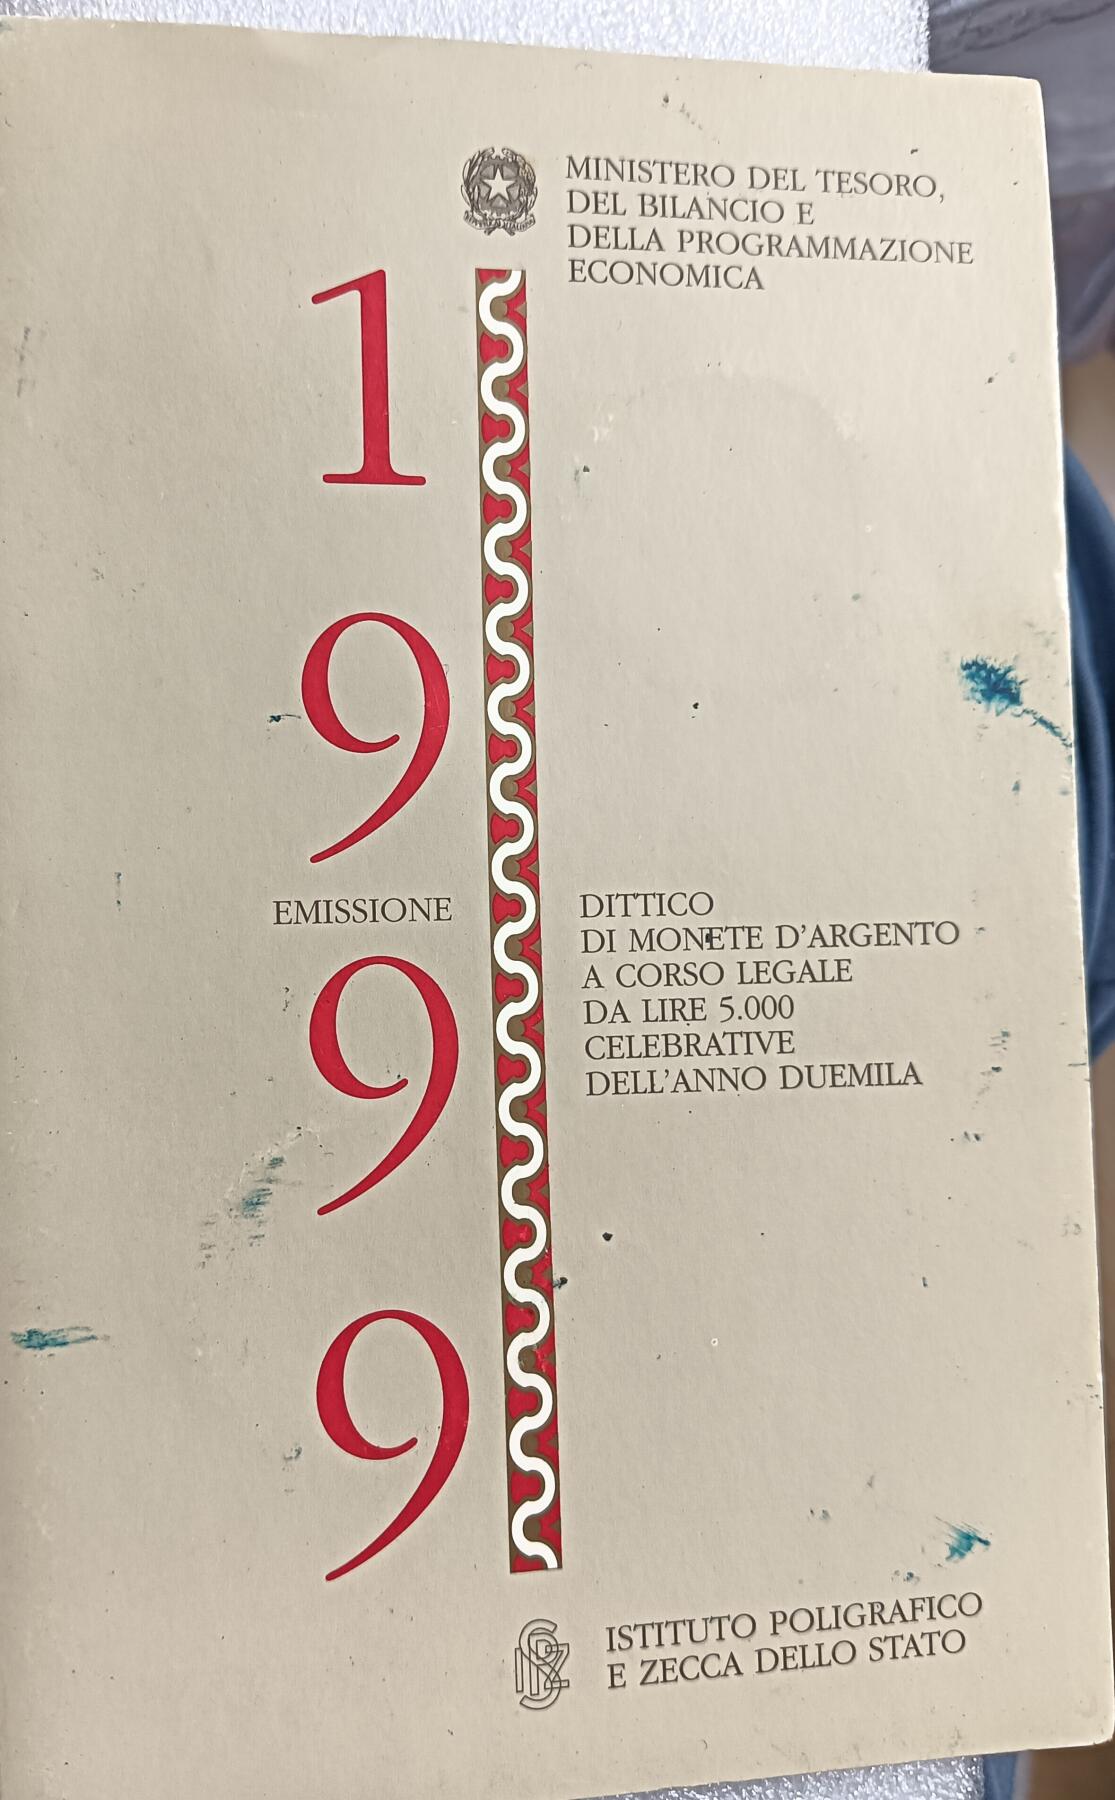 MINISTERO DEL TESORO,
DEL BILANCIO E
DELLA PROGRAMMAZIONE
ECONOMICA
1
9
EMISSIONE
9
9
DITTICO
DI MONETE D'ARGENTO
A CORSO LEGALE
DA LIRE 5.000
CELEBRATIVE
DELL'ANNO DUEMILA
ISTITUTO POLIGRAFICO
E ZECCA DELLO STATO